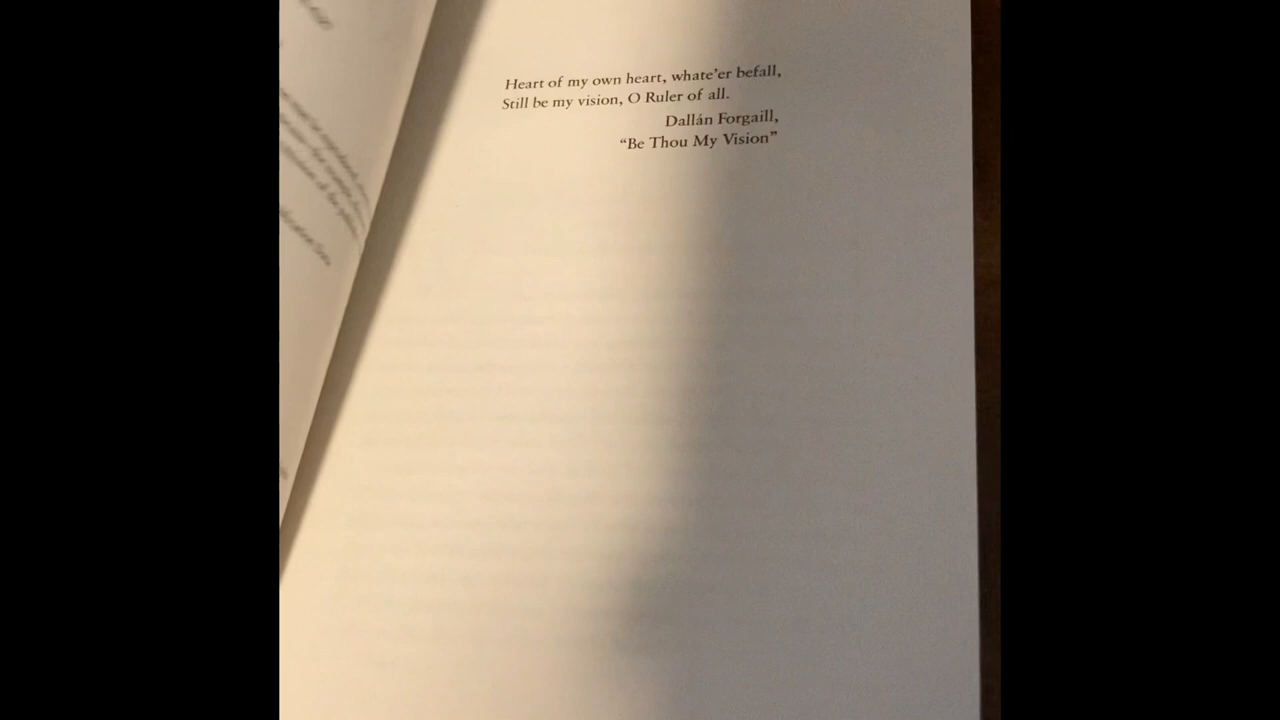 Heart of my own heart, whate'er befall,
Still be my vision, O Ruler of all.
Dallán Forgaill,
“Be Thou My Vision”